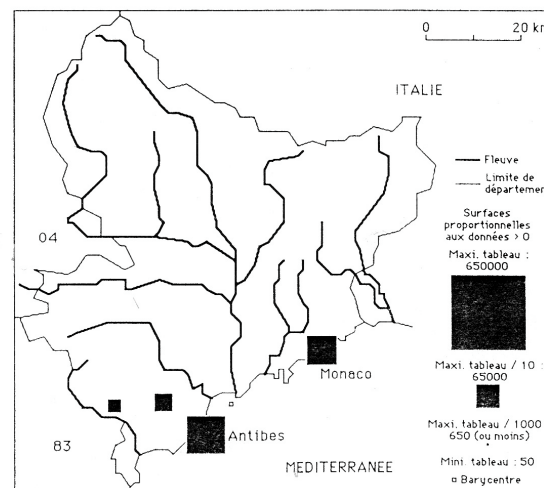 0 20 km
ITALIE
Fleuve
Limite de
département
Surfaces
proportionnelles
aux données > 0
Maxi. tableau :
650000
04
Maxi. tableau / 10 :
65000
Monaco
Maxi. tableau / 1000
650 (ou moins)
83
Antibes
Mini. tableau : 50
MEDITERRANEE
Barycentre